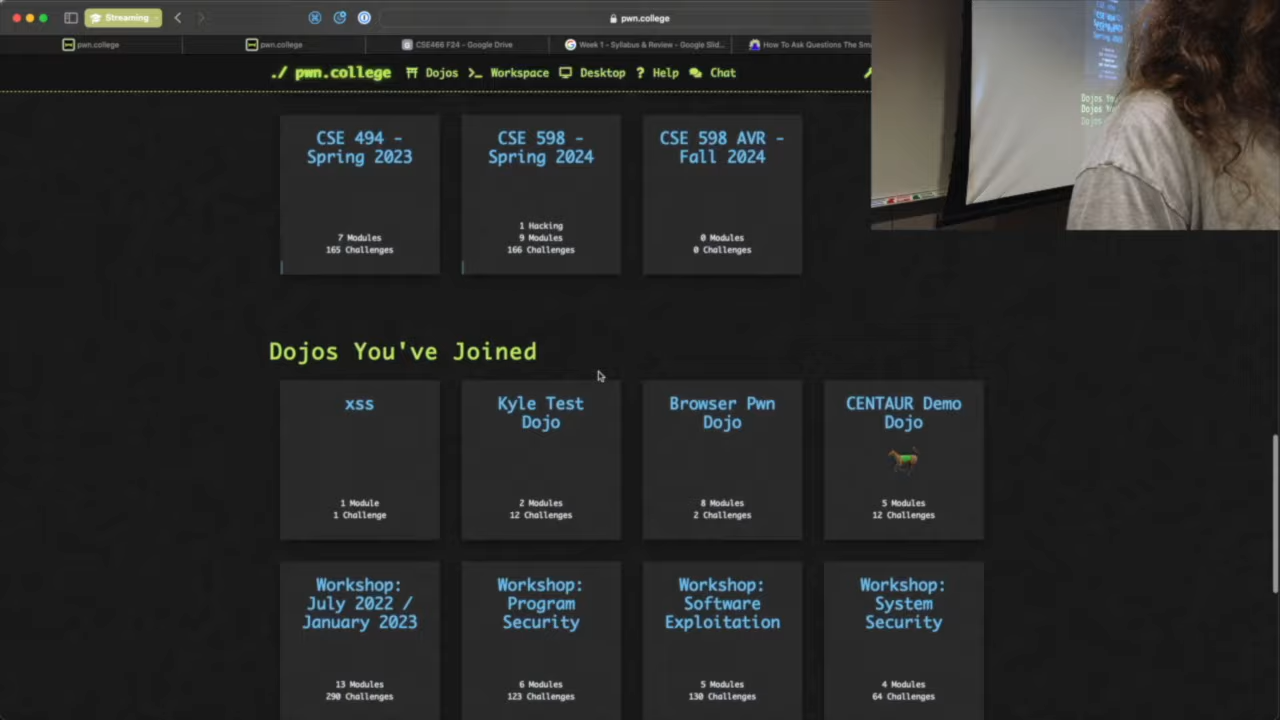 Streaming
pwn.college
pwn.college
pwn.college
CSE466 F24 - Google Drive
Week 1 - Syllabus & Review - Google Slid...
How To Ask Questions The Sma
./ pwn.college
Dojos
Workspace
Desktop
Help
Chat
CSE 494 -
Spring 2023
7 Modules
165 Challenges
CSE 598 -
Spring 2024
1 Hacking
9 Modules
166 Challenges
CSE 598 AVR -
Fall 2024
0 Modules
0 Challenges
Dojos You've Joined
xss
1 Module
1 Challenge
Kyle Test
Dojo
2 Modules
12 Challenges
Browser Pwn
Dojo
8 Modules
2 Challenges
CENTAUR Demo
Dojo
5 Modules
12 Challenges
Workshop:
July 2022 /
January 2023
13 Modules
290 Challenges
Workshop:
Program
Security
6 Modules
123 Challenges
Workshop:
Software
Exploitation
5 Modules
130 Challenges
Workshop:
System
Security
4 Modules
64 Challenges